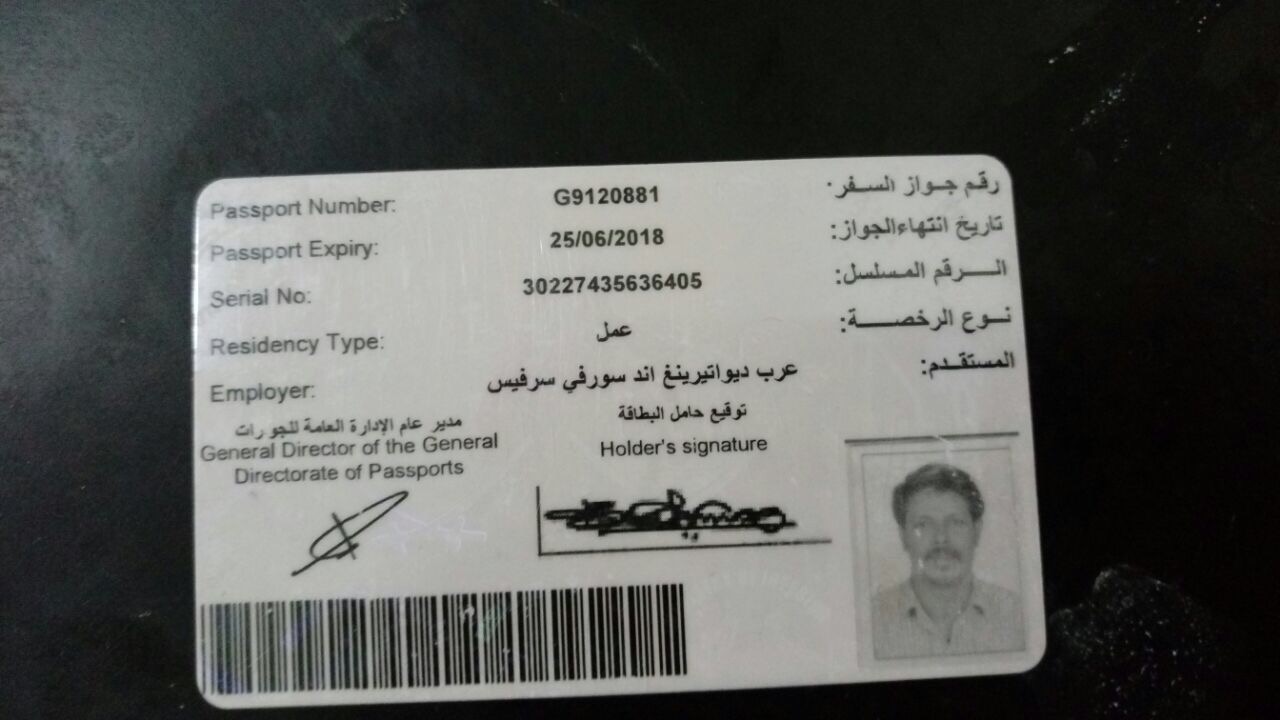 Passport Number: G9120881 رقم جواز السفر:
Passport Expiry: 25/06/2018 تاريخ انتهاءالجواز:
Serial No: 30227435636405 الرقم المسلسل:
Residency Type: عمل نوع الرخصة:
Employer: عرب ديواتيرينغ اند سورفي سرفيس المستقدم:
مدير عام الإدارة العامة للجوازات
General Director of the General
Directorate of Passports
توقيع حامل البطاقة
Holder's signature